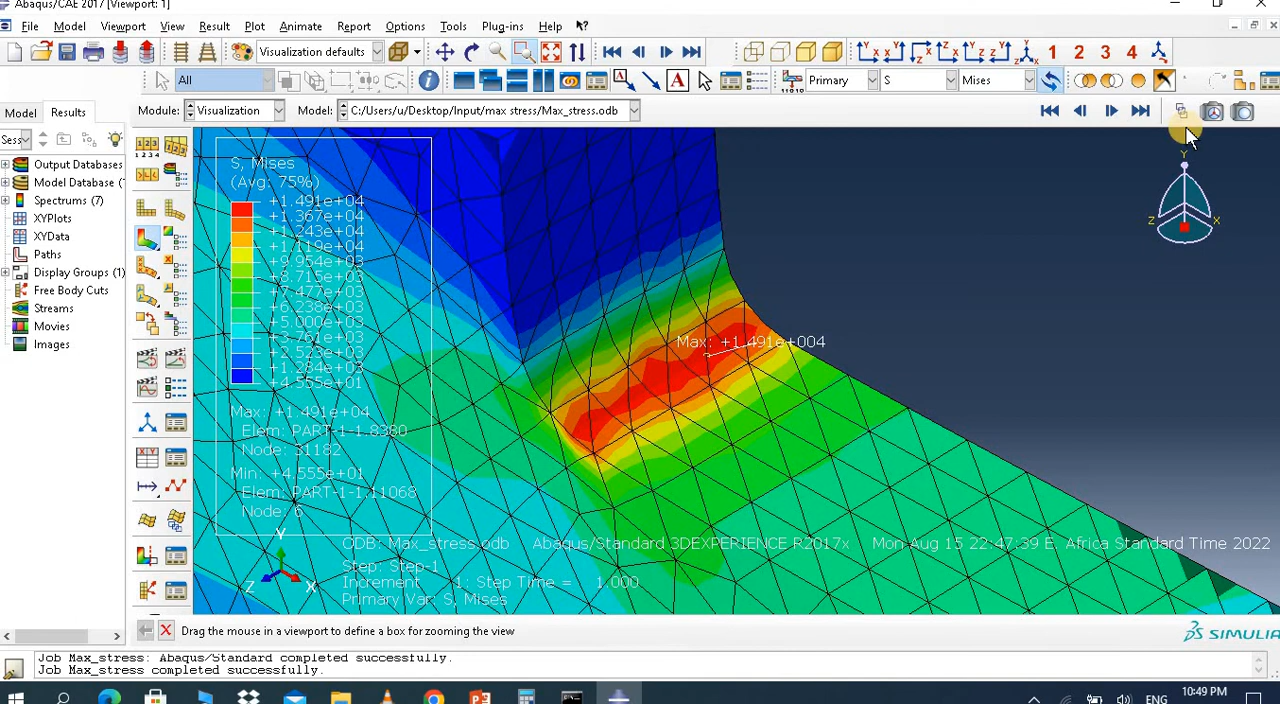 Abaqus/CAE 2017 [Viewport: 1]
File Model Viewport View Result Plot Animate Report Options Tools Plug-ins Help
Visualization defaults
1 2 3 4
All
Primary S Mises
Model Results Module: Visualization Model: C:/Users/u/Desktop/Input/max stress/Max_stress.odb
Sess
Output Databases
Model Database (
Spectrums (7)
XYPlots
XYData
Paths
Display Groups (1)
Free Body Cuts
Streams
Movies
Images
S, Mises
(Avg: 75%)
+1.491e+04
+1.367e+04
+1.243e+04
+1.119e+04
+9.954e+03
+8.715e+03
+7.477e+03
+6.238e+03
+5.000e+03
+3.761e+03
+2.523e+03
+1.284e+03
+4.555e+01
Max: +1.491e+04
Elem: PART-1-1.8380
Node: 31182
Min: +4.555e+01
Elem: PART-1-1.11068
Node: 6
Max: +1.491e+004
Y
Z X
Y
Z X
ODB: Max_stress.odb Abaqus/Standard 3DEXPERIENCE R2017x Mon Aug 15 22:47:39 E. Africa Standard Time 2022
Step: Step-1
Increment 1: Step Time = 1.000
Primary Var: S, Mises
Drag the mouse in a viewport to define a box for zooming the view
SIMULIA
Job Max_stress: Abaqus/Standard completed successfully.
Job Max_stress completed successfully.
ENG
10:49 PM